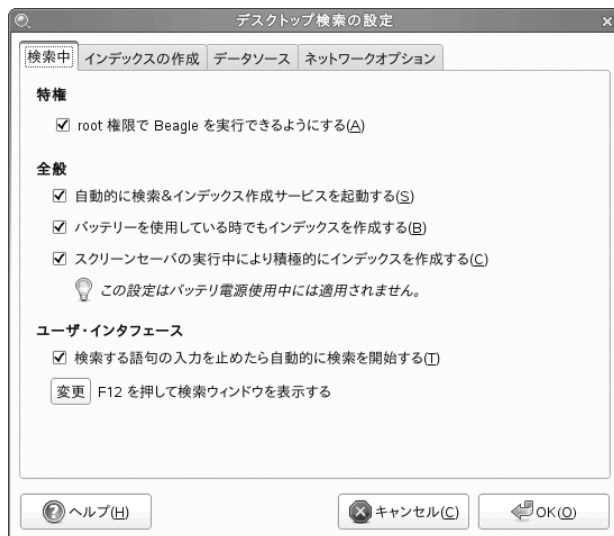 デスクトップ検索の設定
検索中 インデックスの作成 データソース ネットワークオプション
特権
root 権限で Beagle を実行できるようにする(A)
全般
自動的に検索&インデックス作成サービスを起動する(S)
バッテリーを使用している時でもインデックスを作成する(B)
スクリーンセーバの実行中により積極的にインデックスを作成する(C)
この設定はバッテリ電源使用中には適用されません。
ユーザ・インタフェース
検索する語句の入力を止めたら自動的に検索を開始する(T)
変更 F12 を押して検索ウィンドウを表示する
ヘルプ(H) キャンセル(C) OK(O)